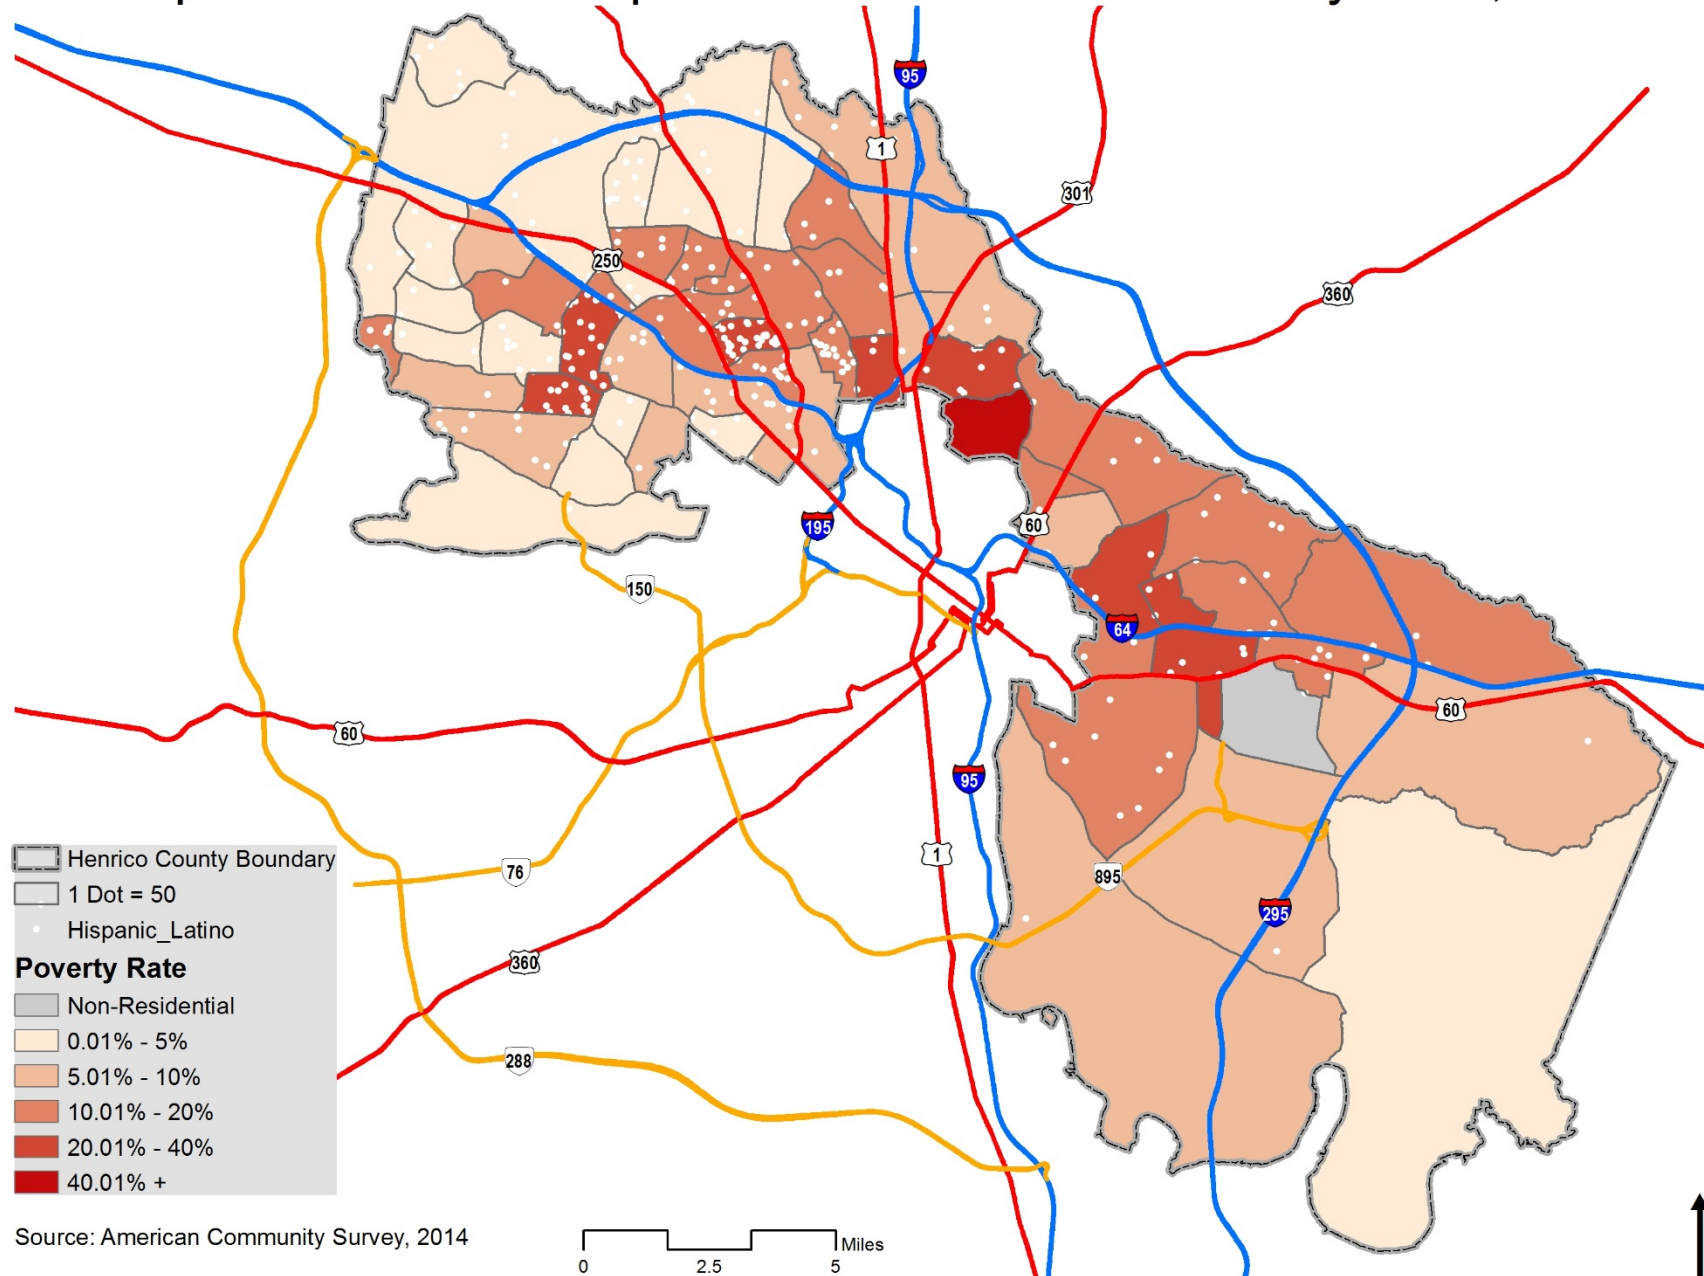 95
1
301
250
360
60
195
150
64
60
60
95
1
895
76
295
360
288
Henrico County Boundary
1 Dot = 50
Hispanic_Latino
Poverty Rate
Non-Residential
0.01% - 5%
5.01% - 10%
10.01% - 20%
20.01% - 40%
40.01% +
Source: American Community Survey, 2014
Miles
0 2.5 5